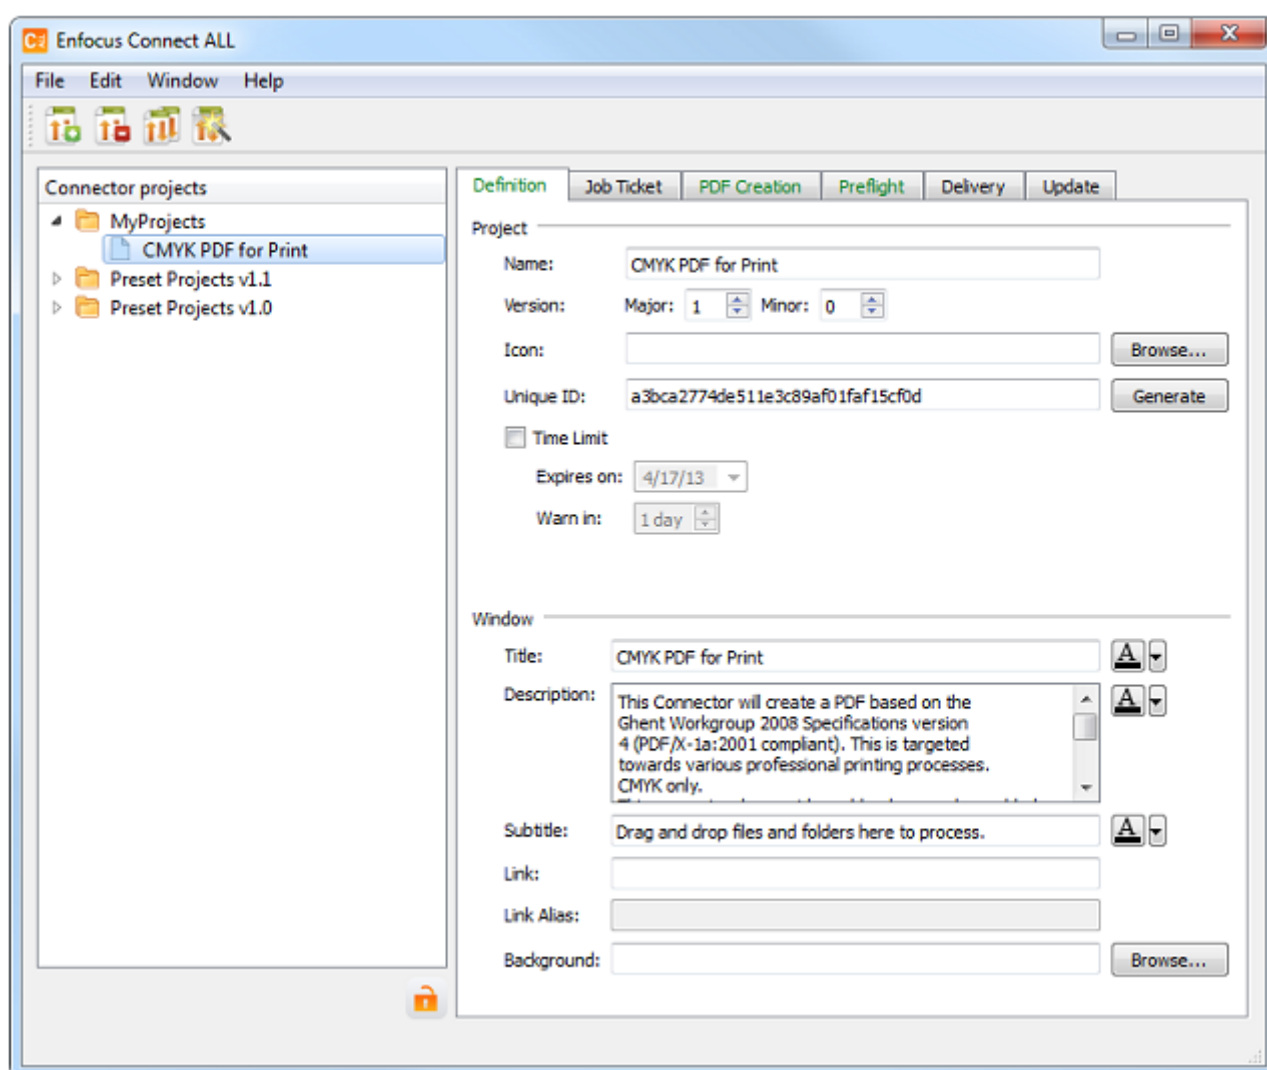 Enfocus Connect ALL
File Edit Window Help
Connector projects
MyProjects
CMYK PDF for Print
Preset Projects v1.1
Preset Projects v1.0
Definition Job Ticket PDF Creation Preflight Delivery Update
Project
Name: CMYK PDF for Print
Version: Major: 1 Minor: 0
Icon: Browse...
Unique ID: a3bca2774de511e3c89af01faf15cf0d Generate
Time Limit
Expires on: 4/17/13
Warn in: 1 day
Window
Title: CMYK PDF for Print
Description: This Connector will create a PDF based on the
Ghent Workgroup 2008 Specifications version
4 (PDF/X-1a:2001 compliant). This is targeted
towards various professional printing processes.
CMYK only.
Subtitle: Drag and drop files and folders here to process.
Link:
Link Alias:
Background: Browse...